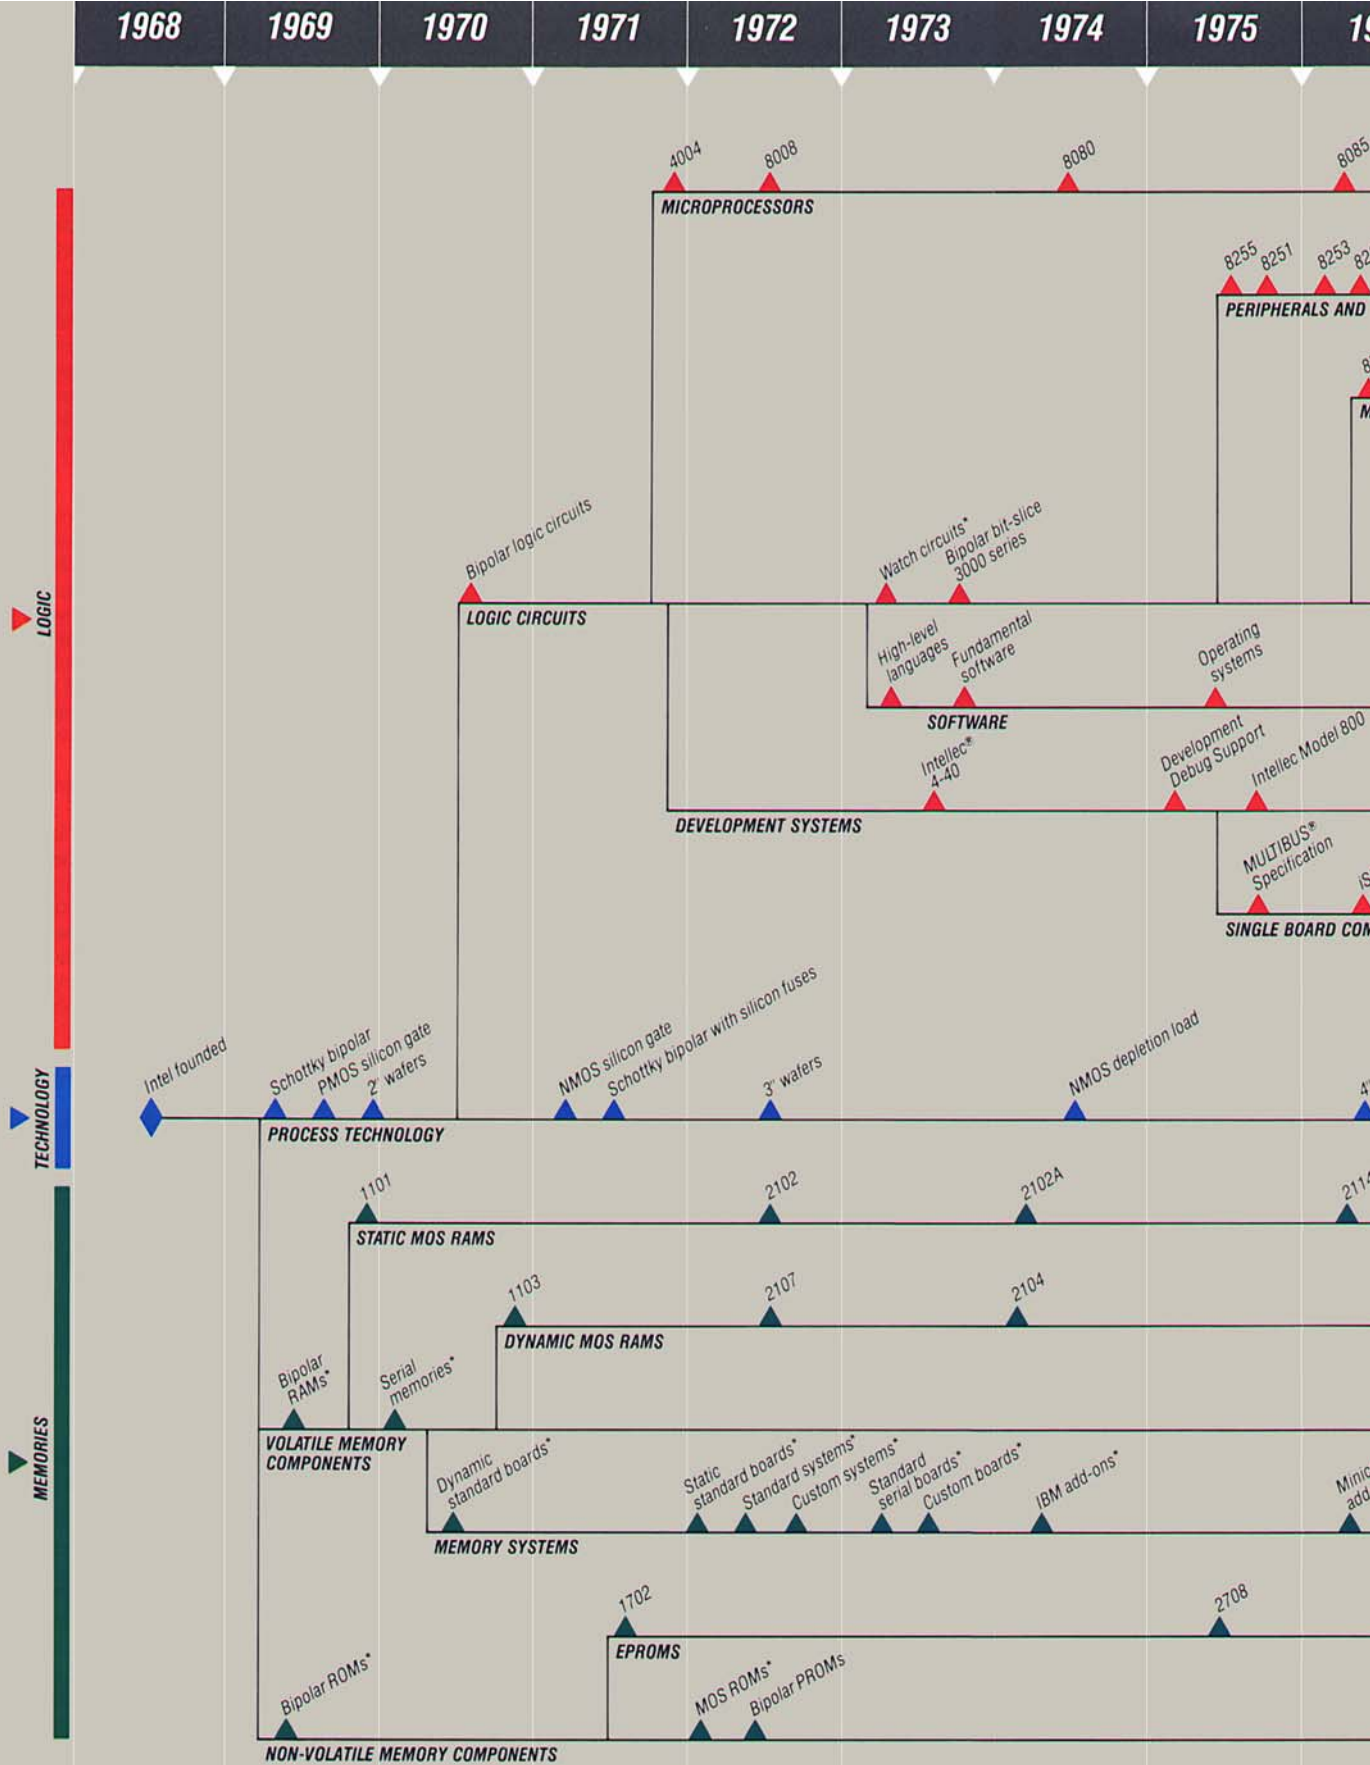 1968 1969 1970 1971 1972 1973 1974 1975
4004 8008 8080 8085
MICROPROCESSORS
8255 8251 8253
PERIPHERALS AND
Bipolar logic circuits
Watch circuits*
Bipolar bit-slice
3000 series
LOGIC CIRCUITS
LOGIC
High-level
languages
Fundamental
software
Operating
systems
SOFTWARE
Intellec®
4-40
Development
Debug Support
Intellec Model 800
DEVELOPMENT SYSTEMS
MULTIBUS®
Specification
SINGLE BOARD
Intel founded
Schottky bipolar
PMOS silicon gate
2" wafers
NMOS silicon gate
Schottky bipolar with silicon fuses
3" wafers
NMOS depletion load
TECHNOLOGY
PROCESS TECHNOLOGY
1101 2102 2102A 2114
STATIC MOS RAMS
1103 2107 2104
DYNAMIC MOS RAMS
Bipolar
RAMs*
Serial
memories*
VOLATILE MEMORY
COMPONENTS
MEMORIES
Dynamic
standard boards*
Static
standard boards*
Standard systems*
Custom systems*
Standard
serial boards*
Custom boards*
IBM add-ons*
MEMORY SYSTEMS
1702 2708
EPROMS
Bipolar ROMs*
MOS ROMs*
Bipolar PROMs
NON-VOLATILE MEMORY COMPONENTS